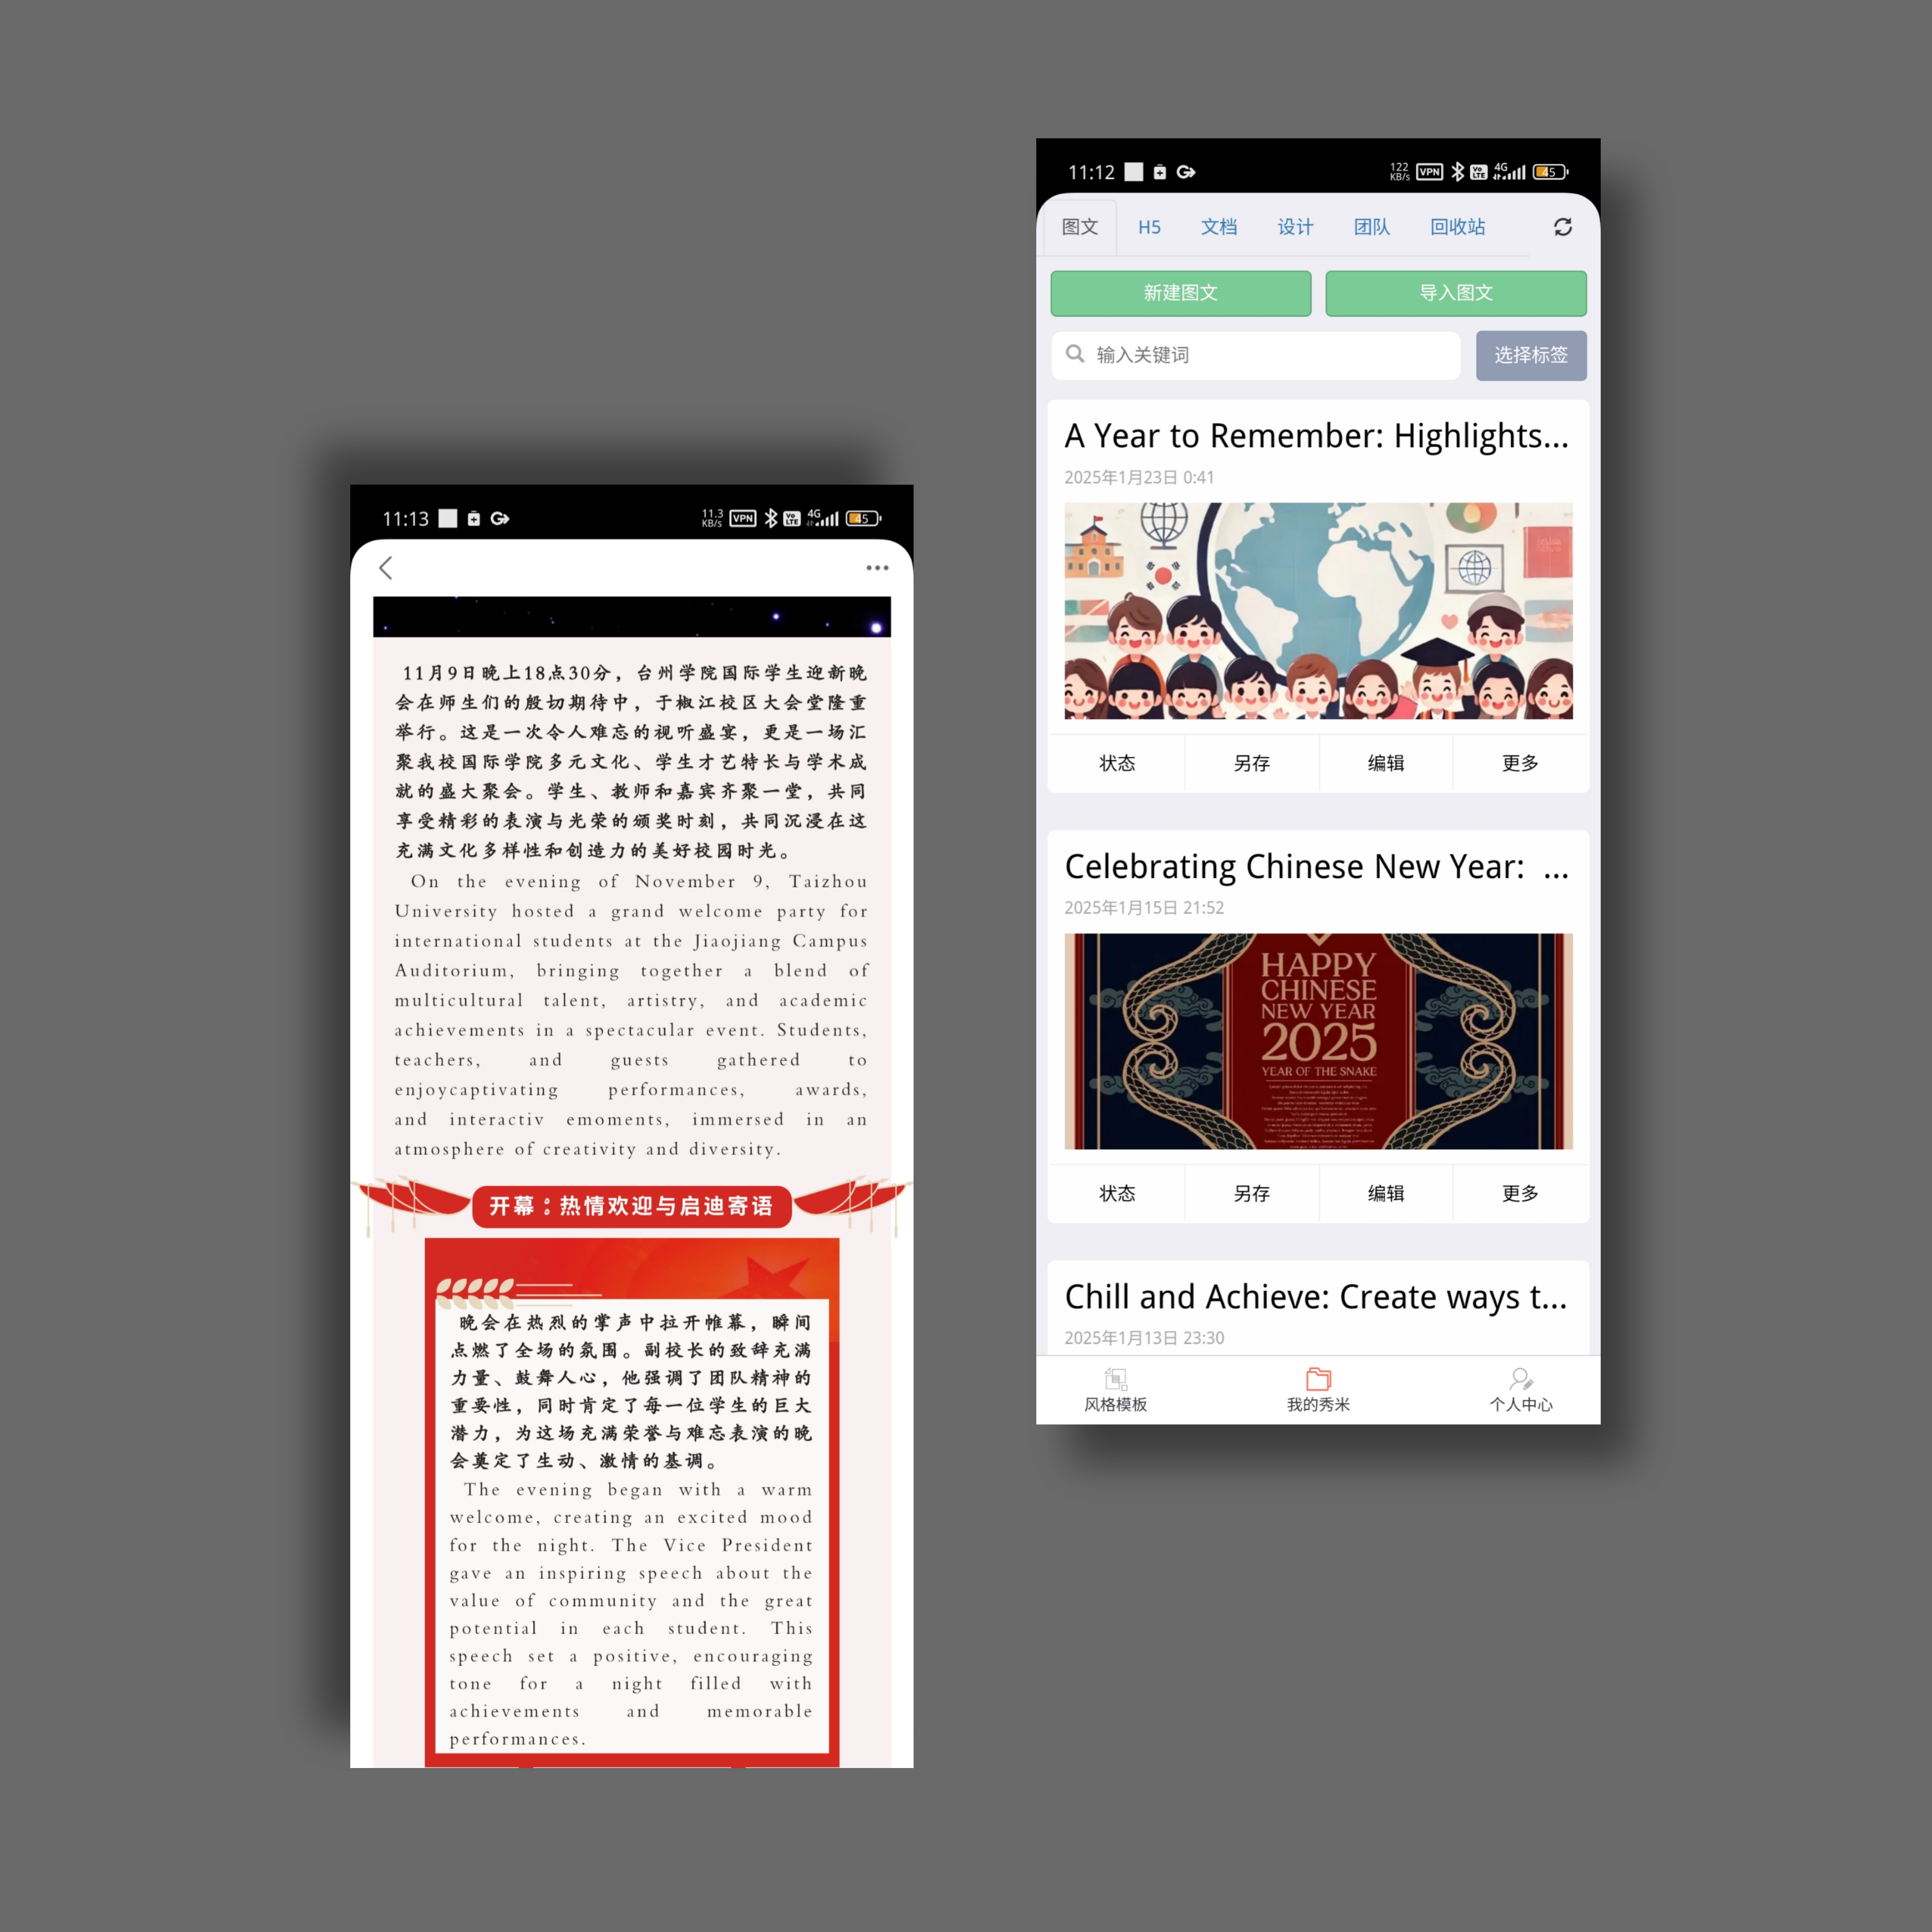 11:13
11.3
KB/s
VPN
Vo
LTE
4G
45
11月9日晚上18点30分，台州学院国际学生迎新晚
会在师生们的殷切期待中，于椒江校区大会堂隆重
举行。这是一次令人难忘的视听盛宴，更是一场汇
聚我校国际学院多元文化、学生才艺特长与学术成
就的盛大聚会。学生、教师和嘉宾齐聚一堂，共同
享受精彩的表演与光荣的颁奖时刻，共同沉浸在这
充满文化多样性和创造力的美好校园时光。
On the evening of November 9, Taizhou
University hosted a grand welcome party for
international students at the Jiaojiang Campus
Auditorium, bringing together a blend of
multicultural talent, artistry, and academic
achievements in a spectacular event. Students,
teachers, and guests gathered to
enjoycaptivating performances, awards,
and interactiv emoments, immersed in an
atmosphere of creativity and diversity.
开幕：热情欢迎与启迪寄语
晚会在热烈的掌声中拉开帷幕，瞬间
点燃了全场的氛围。副校长的致辞充满
力量、鼓舞人心，他强调了团队精神的
重要性，同时肯定了每一位学生的巨大
潜力，为这场充满荣誉与难忘表演的晚
会奠定了生动、激情的基调。
The evening began with a warm
welcome, creating an excited mood
for the night. The Vice President
gave an inspiring speech about the
value of community and the great
potential in each student. This
speech set a positive, encouraging
tone for a night filled with
achievements and memorable
performances.
11:12
122
KB/s
VPN
Vo
LTE
4G
45
图文 H5 文档 设计 团队 回收站
新建图文 导入图文
输入关键词 选择标签
A Year to Remember: Highlights...
2025年1月23日 0:41
状态 另存 编辑 更多
Celebrating Chinese New Year: ...
2025年1月15日 21:52
HAPPY
CHINESE
NEW YEAR
2025
YEAR OF THE SNAKE
状态 另存 编辑 更多
Chill and Achieve: Create ways t...
2025年1月13日 23:30
风格模板 我的秀米 个人中心